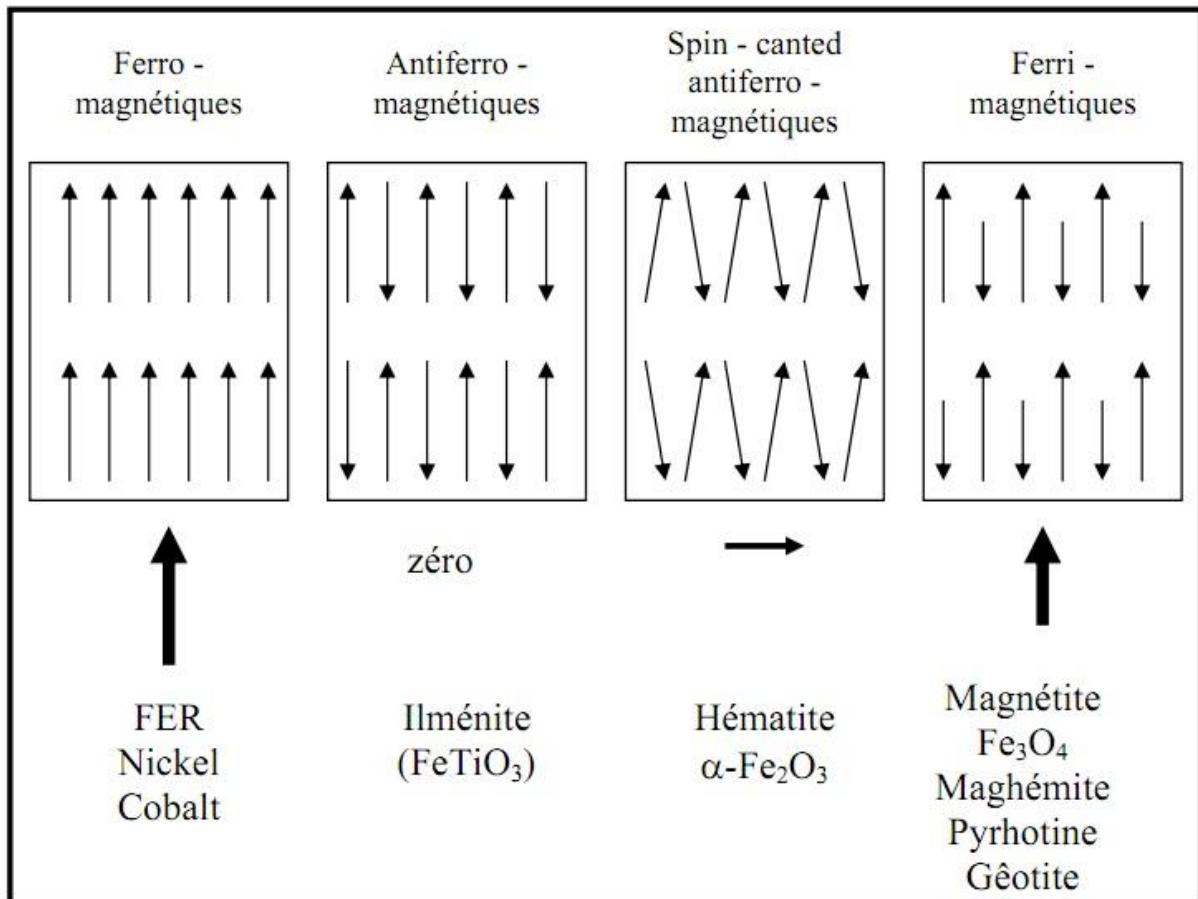 Ferro -
magnétiques
Antiferro -
magnétiques
Spin - canted
antiferro -
magnétiques
Ferri -
magnétiques
zéro
FER
Nickel
Cobalt
Ilménite
(FeTiO₃)
Hématite
α-Fe₂O₃
Magnétite
Fe₃O₄
Maghémite
Pyrhotine
Gêotite